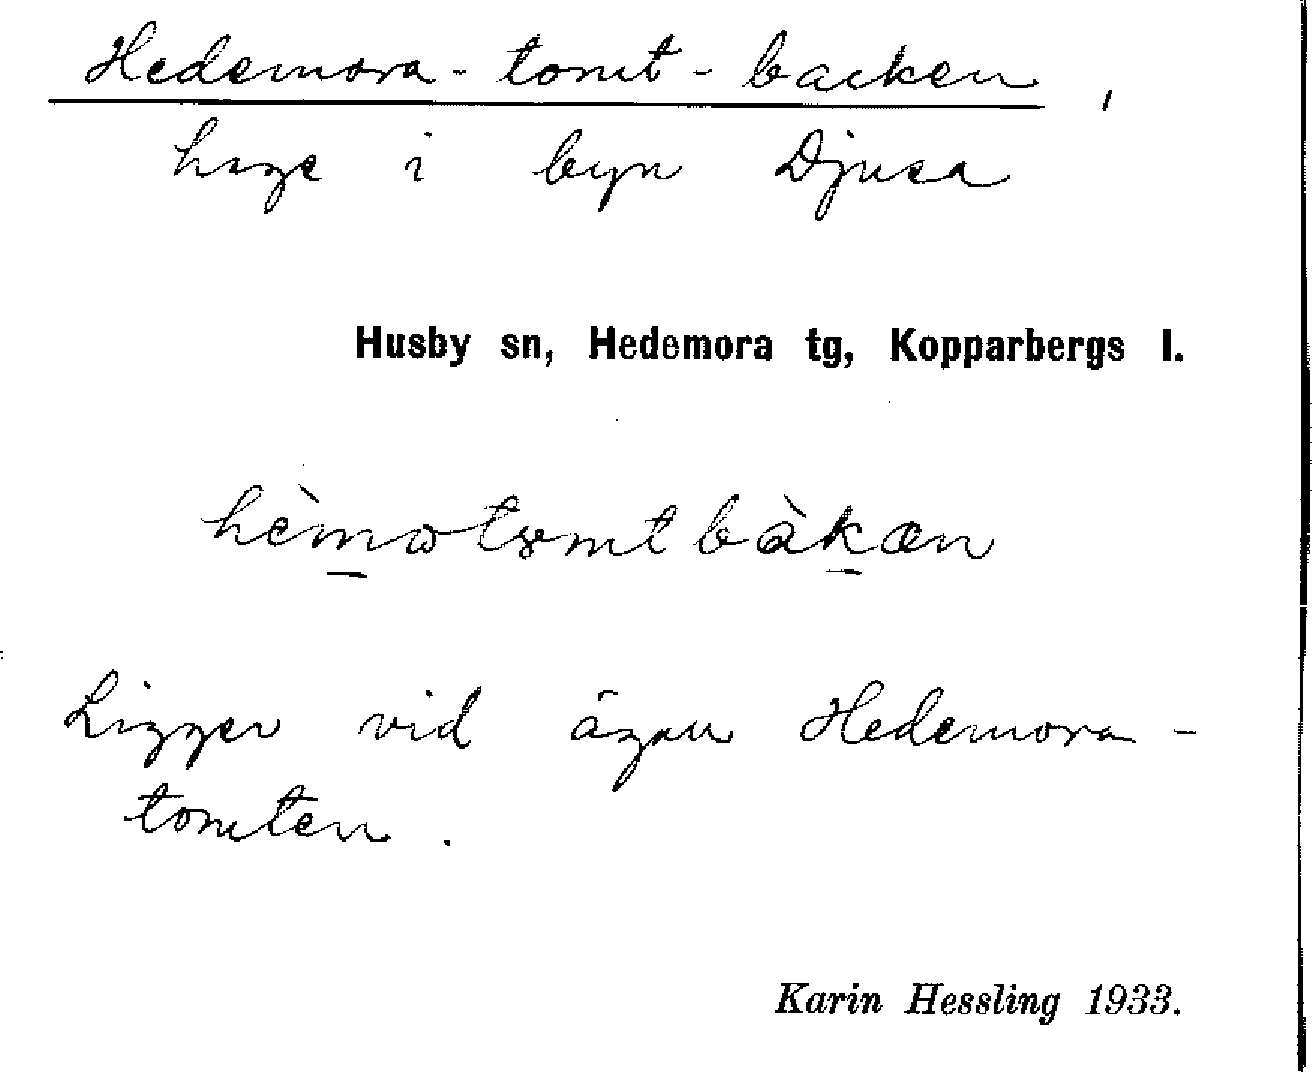 Hedemora-tomt-backen,
hage i byn Djusa
Husby sn, Hedemora tg, Kopparbergs l.
Ligger vid ägan Hedemora-
tomten.
Karin Hessling 1933.